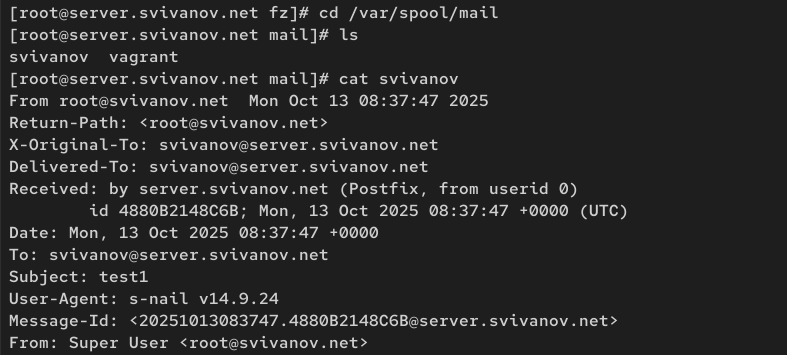 [root@server.svivanov.net fz]# cd /var/spool/mail
[root@server.svivanov.net mail]# ls
svivanov  vagrant
[root@server.svivanov.net mail]# cat svivanov
From root@svivanov.net  Mon Oct 13 08:37:47 2025
Return-Path: <root@svivanov.net>
X-Original-To: svivanov@server.svivanov.net
Delivered-To: svivanov@server.svivanov.net
Received: by server.svivanov.net (Postfix, from userid 0)
        id 4880B2148C6B; Mon, 13 Oct 2025 08:37:47 +0000 (UTC)
Date: Mon, 13 Oct 2025 08:37:47 +0000
To: svivanov@server.svivanov.net
Subject: test1
User-Agent: s-nail v14.9.24
Message-Id: <20251013083747.4880B2148C6B@server.svivanov.net>
From: Super User <root@svivanov.net>